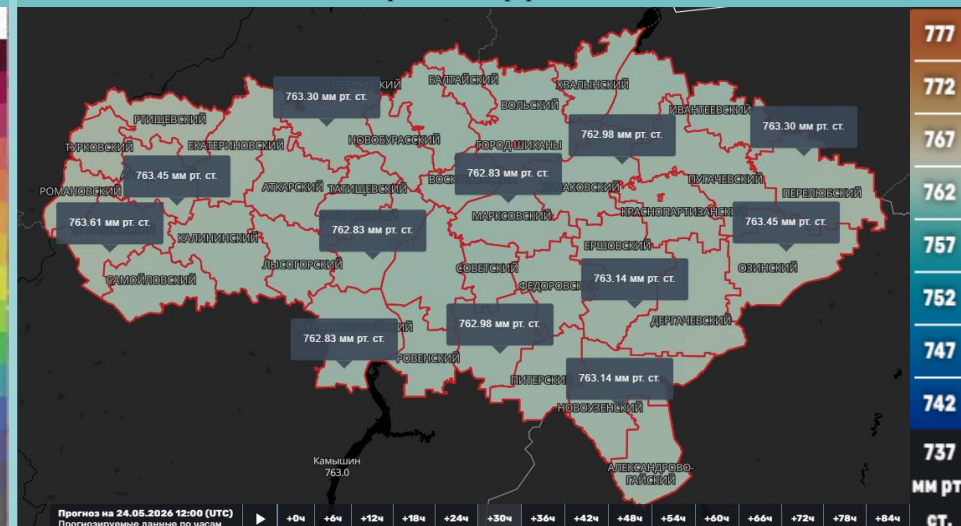 777
БАЛТАЙСКИЙ
772
763.30 мм рт. ст.
ХВАЛЫНСКИЙ
ВОЛЬСКИЙ
ИВАНТЕЕВСКИЙ
РТИЩЕВСКИЙ
763.30 мм рт. ст.
762.98 мм рт. ст.
767
ТУРКОВСКИЙ
ЕКАТЕРИНОВСКИЙ
НОВОБУРАССКИЙ
ГОРОД ШИХАНЫ
763.45 мм рт. ст.
762.83 мм рт. ст.
ПУГАЧЕВСКИЙ
РОМАНОВСКИЙ
АТКАРСКИЙ
ТАТИЩЕВСКИЙ
ПЕРЕЛЮБСКИЙ
762
763.61 мм рт. ст.
МАРКСОВСКИЙ
763.45 мм рт. ст.
762.83 мм рт. ст.
КАЛИНИНСКИЙ
ЕРШОВСКИЙ
757
ЛЫСОГОРСКИЙ
СОВЕТСКИЙ
ОЗИНСКИЙ
САМОЙЛОВСКИЙ
763.14 мм рт. ст.
752
762.98 мм рт. ст.
ДЕРГАЧЕВСКИЙ
762.83 мм рт. ст.
747
РОВЕНСКИЙ
763.14 мм рт. ст.
742
НОВОУЗЕНСКИЙ
737
Камышин
763.0
АЛЕКСАНДРОВО-
ГАЙСКИЙ
мм рт
ст.
Прогноз на 24.05.2026 12:00 (UTC)
Прогнозируемые данные по часам
+0ч +6ч +12ч +18ч +24ч +30ч +36ч +42ч +48ч +54ч +60ч +66ч +72ч +78ч +84ч